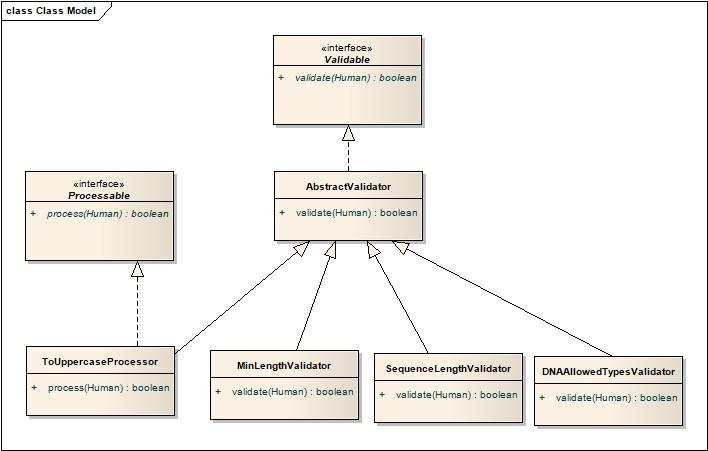 class Class Model
«interface»
Validable
+ validate(Human) : boolean
«interface»
Processable
+ process(Human) : boolean
AbstractValidator
+ validate(Human) : boolean
ToUppercaseProcessor
+ process(Human) : boolean
MinLengthValidator
+ validate(Human) : boolean
SequenceLengthValidator
+ validate(Human) : boolean
DNAAllowedTypesValidator
+ validate(Human) : boolean